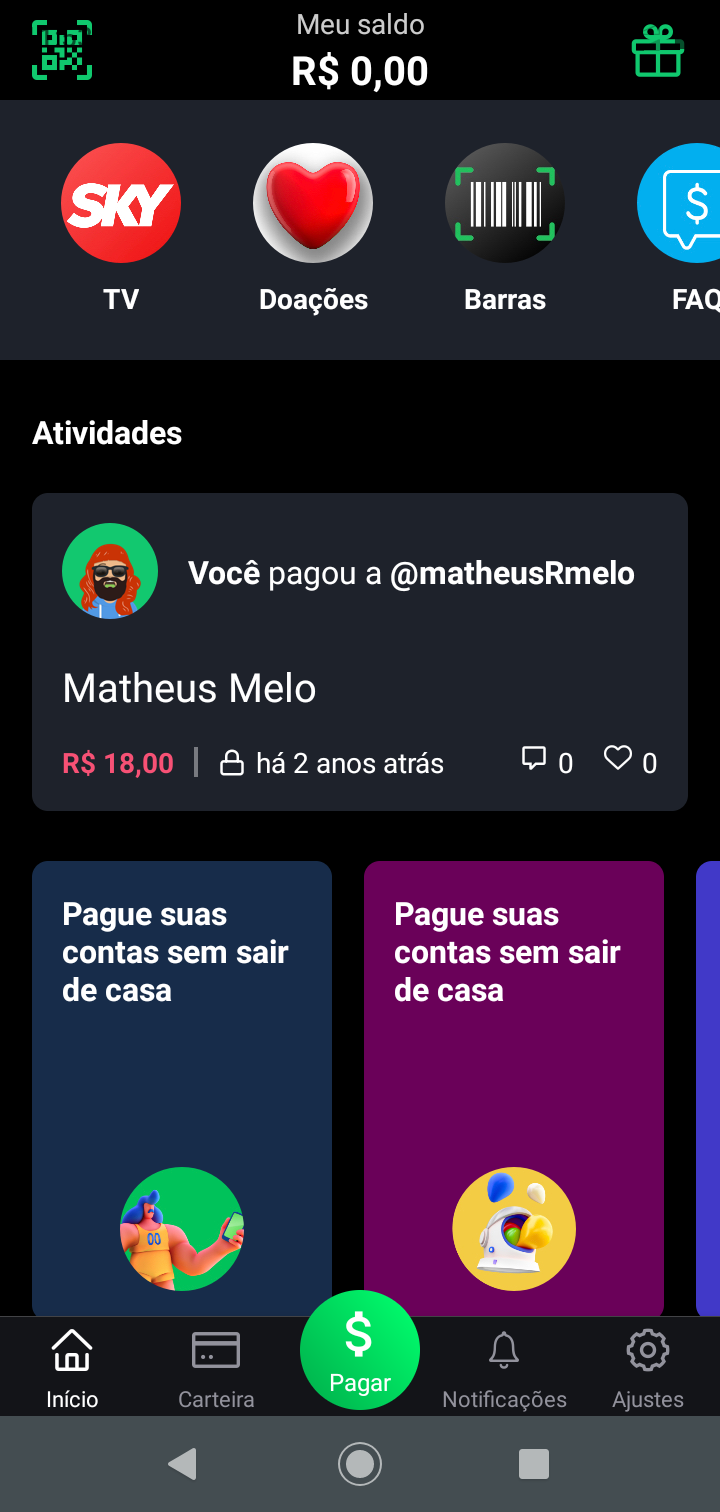 Meu saldo
R$ 0,00
SKY
TV
Doações
Barras
FAQ
Atividades
Você pagou a @matheusRmelo
Matheus Melo
R$ 18,00 há 2 anos atrás 0 0
Pague suas
contas sem sair
de casa
Pague suas
contas sem sair
de casa
$
Pagar
Início
Carteira
Notificações
Ajustes